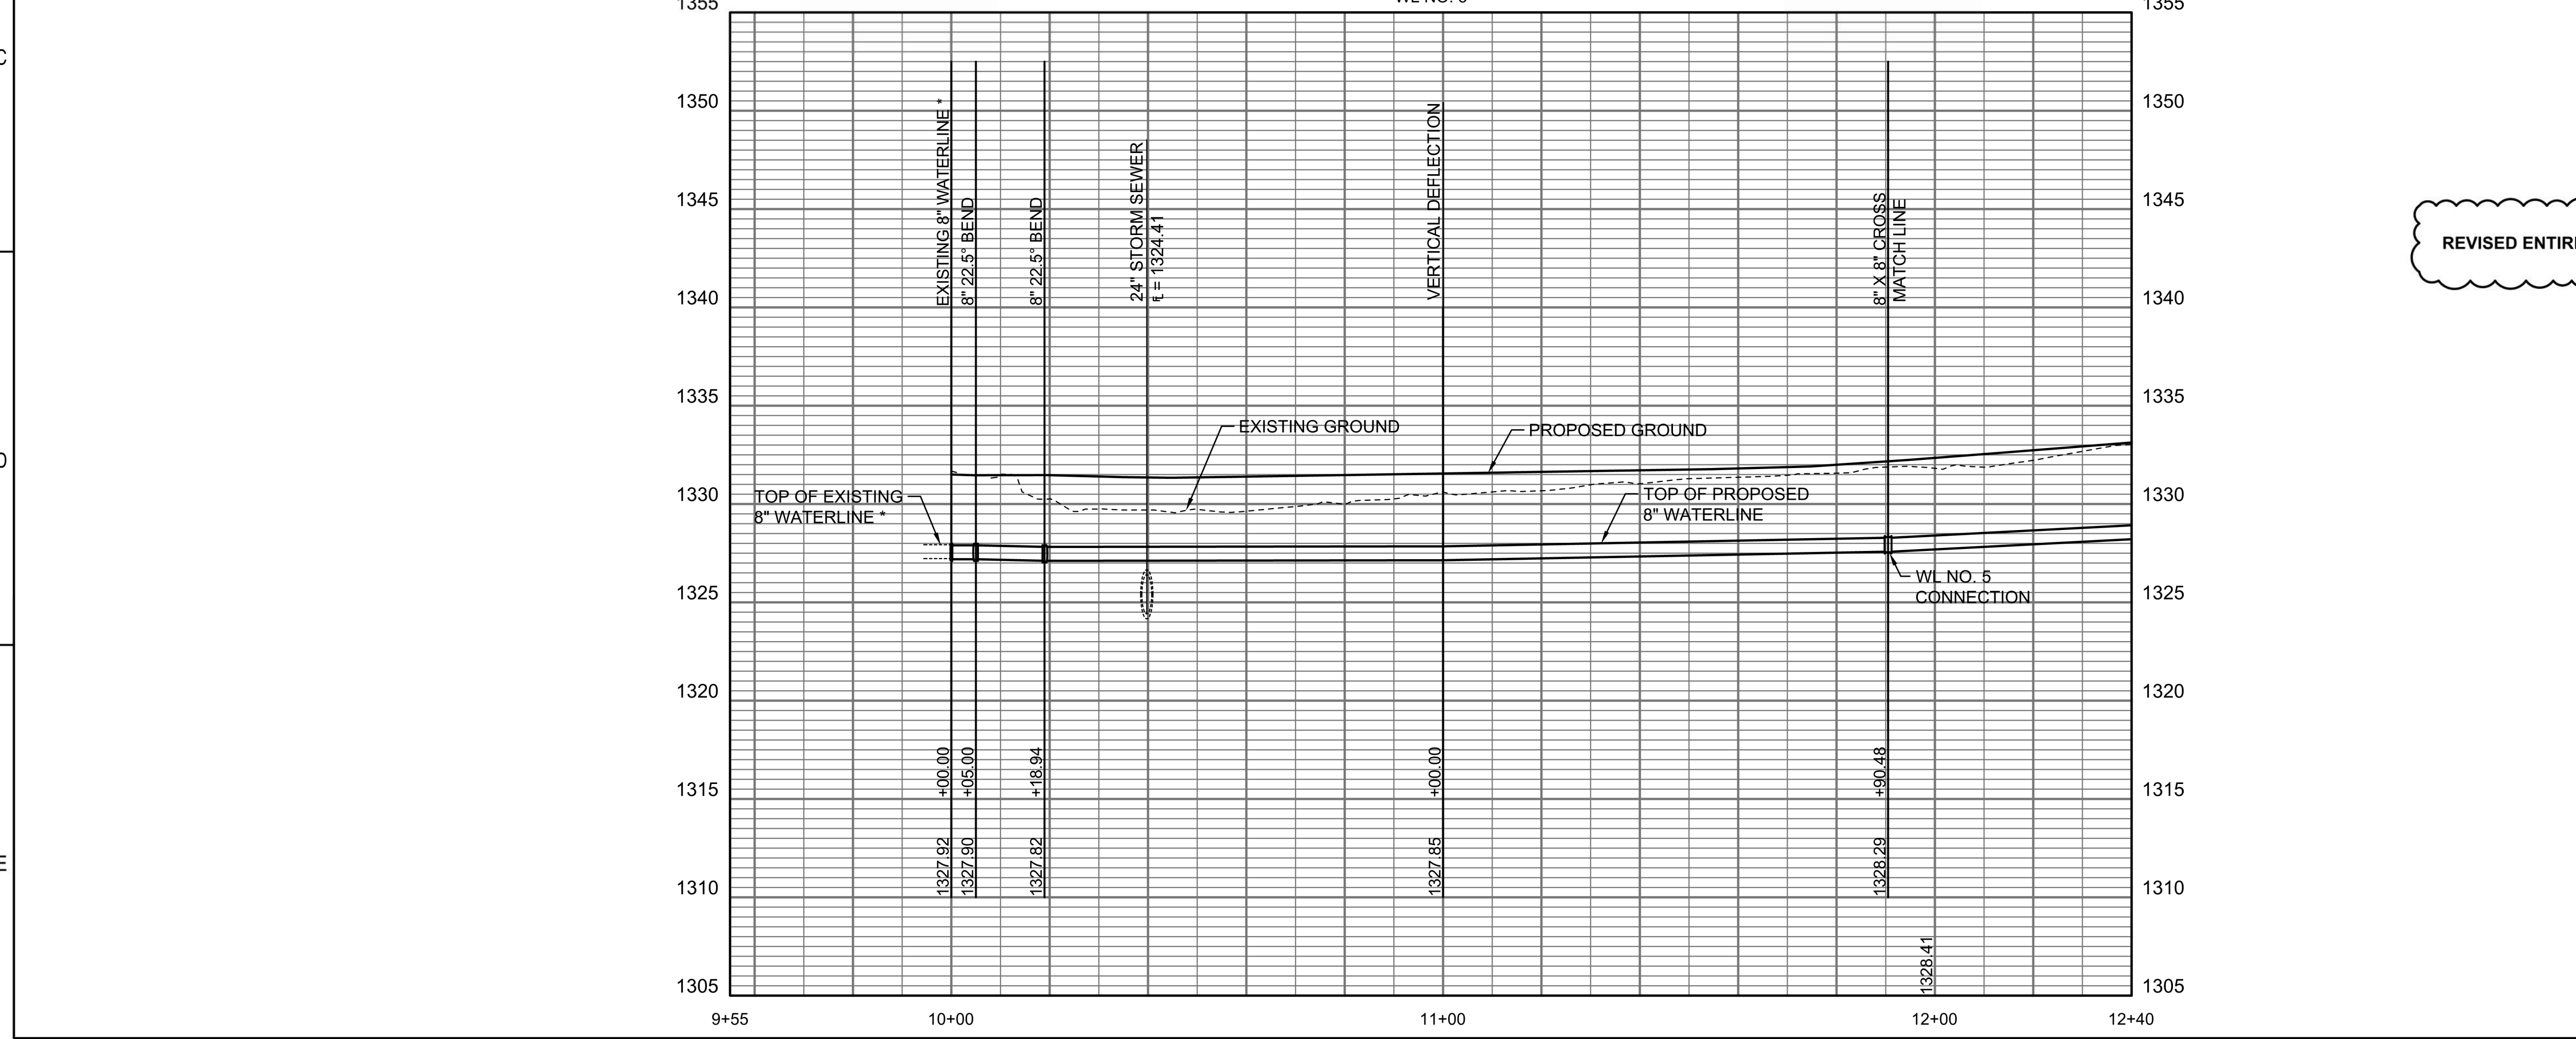 1355
1355
C
1350
1350
EXISTING 8" WATERLINE *
8" 22.5° BEND
8" 22.5° BEND
24" STORM SEWER
℄ = 1324.41
VERTICAL DEFLECTION
8" X 8" CROSS
MATCH LINE
1345
1345
REVISED ENTIR
1340
1340
1335
1335
EXISTING GROUND
PROPOSED GROUND
1330
1330
TOP OF EXISTING
8" WATERLINE *
TOP OF PROPOSED
8" WATERLINE
WL NO. 5
CONNECTION
1325
1325
1320
1320
+00.00
+05.00
+18.94
+00.00
+90.48
1315
1315
1327.92
1327.90
1327.82
1327.85
1328.29
E
1310
1310
1328.41
1305
1305
9+55
10+00
11+00
12+00
12+40